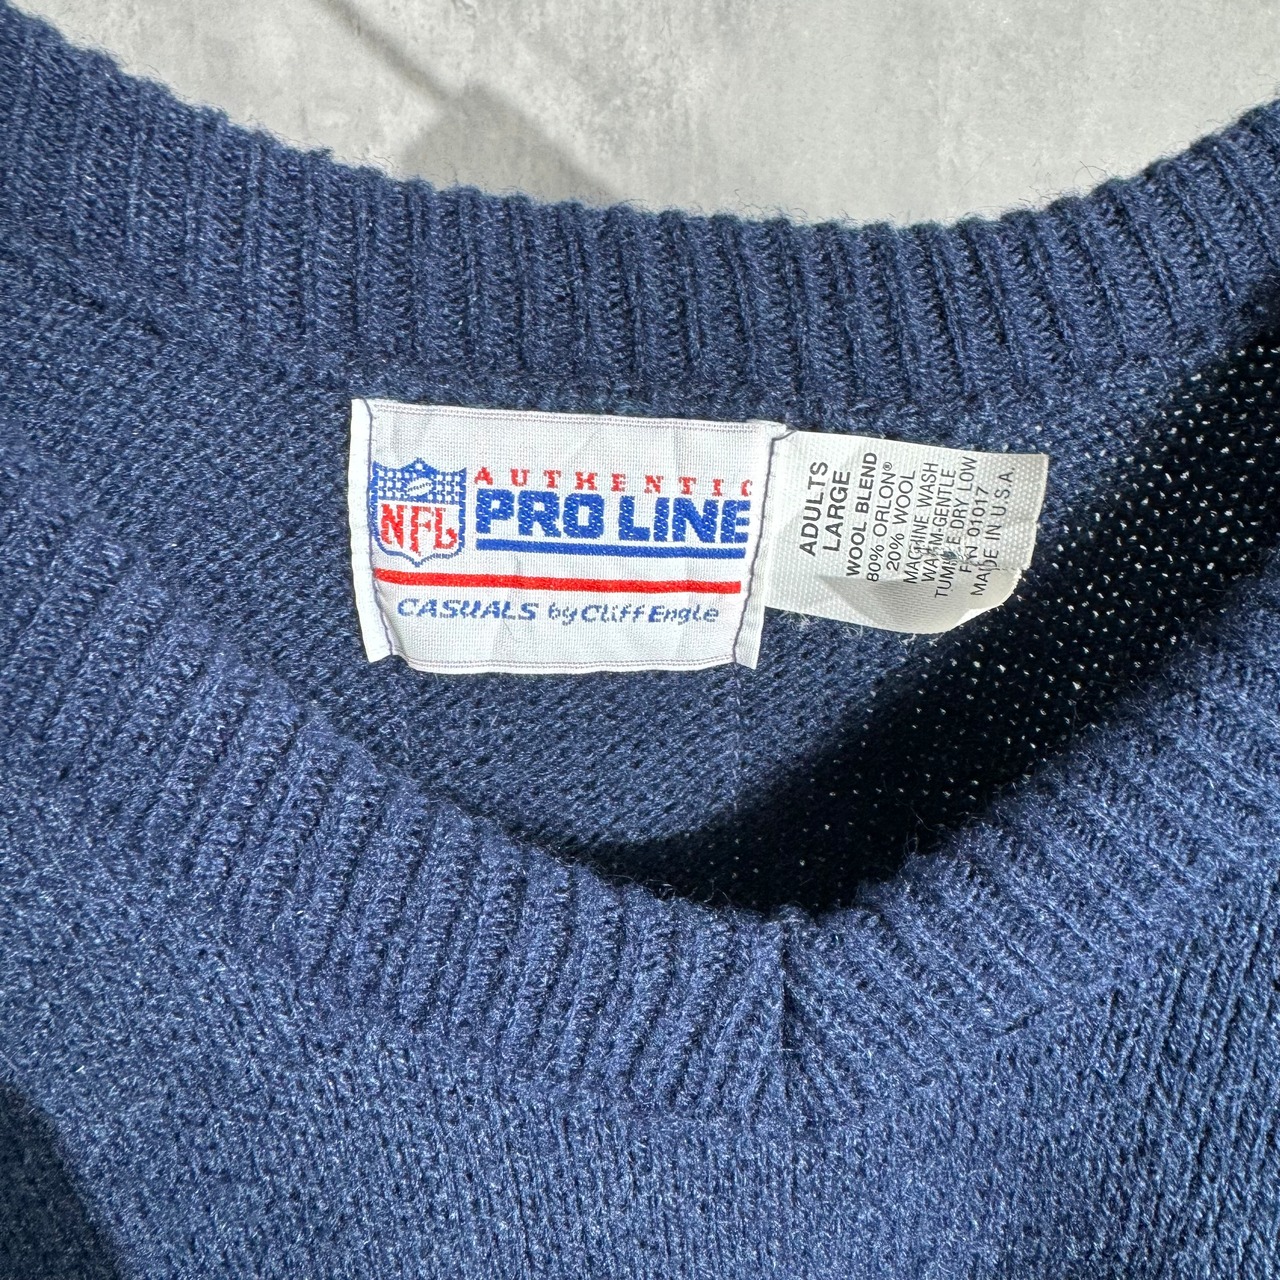 NFL
AUTHENTIC
PRO LINE
CASUALS by Cliff Engle
ADULTS
LARGE
WOOL BLEND
80% ORLON®
20% WOOL
MACHINE WASH
WARM-GENTLE
TUMBLE DRY LOW
RN 01017
MADE IN U.S.A.